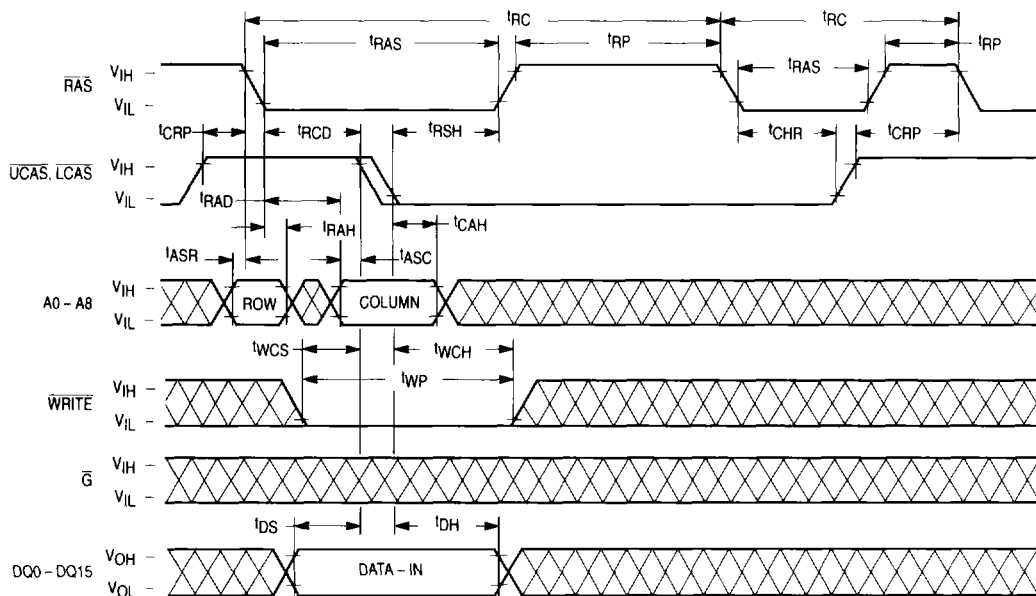 tRC tRC
tRAS tRP tRP
tRAS
RAS VIH
VIL
tCRP tRCD tRSH tCHR tCRP
UCAS, LCAS VIH
VIL
tRAD tCAH
tRAH
tASR tASC
A0 – A8 VIH
VIL
ROW COLUMN
tWCS tWCH
tWP
WRITE VIH
VIL
G VIH
VIL
tDS tDH
DQ0 – DQ15 VOH
VOL
DATA – IN